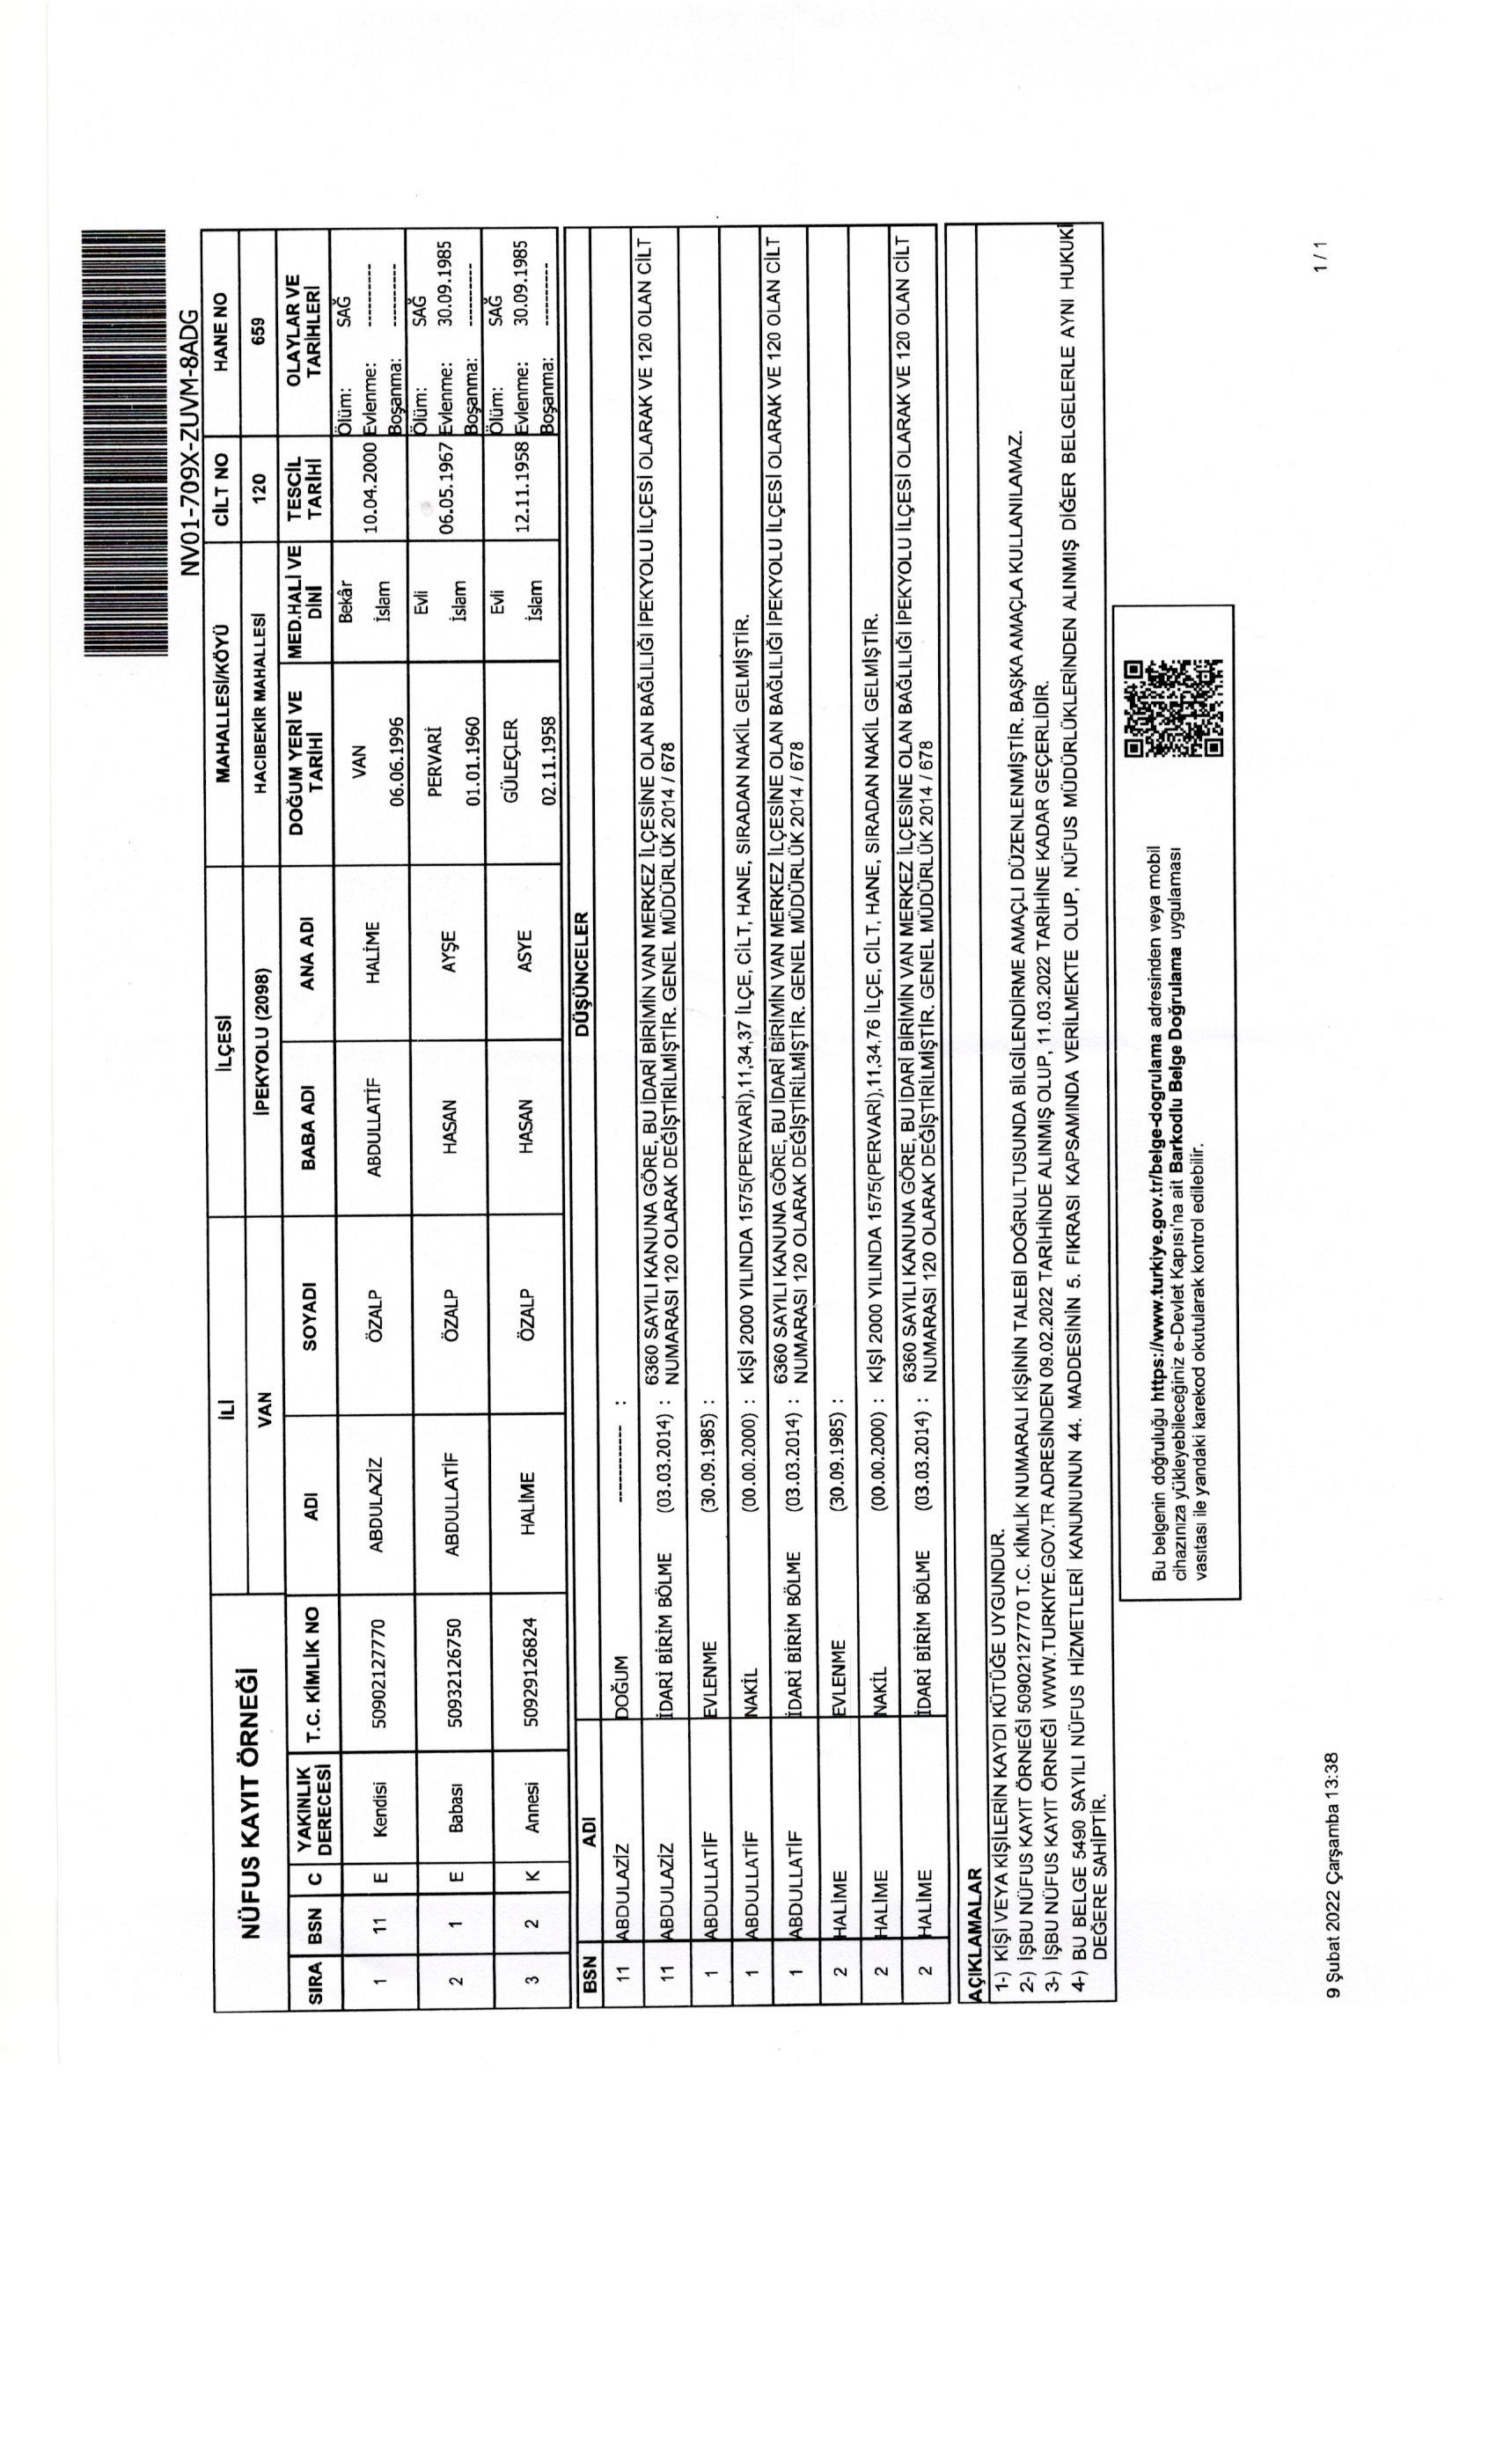 NV01-709X-ZUVM-8ADG
NÜFUS KAYIT ÖRNEĞİ
İLİ
İLÇESİ
MAHALLESİ/KÖYÜ
CİLT NO
HANE NO
VAN
İPEKYOLU (2098)
HACIBEKİR MAHALLESİ
120
659
SIRA BSN C YAKINLIK DERECESİ T.C. KİMLİK NO ADI SOYADI BABA ADI ANA ADI DOĞUM YERİ VE TARİHİ MED.HALİ VE DİNİ TESCİL TARİHİ OLAYLAR VE TARİHLERİ
1 11 E Kendisi 50902127770 ABDULAZİZ ÖZALP ABDULLATİF HALİME VAN 06.06.1996 Bekâr İslam 10.04.2000 Ölüm: SAĞ
Evlenme: ----------
Boşanma: ----------
2 1 E Babası 50932126750 ABDULLATİF ÖZALP HASAN AYŞE PERVARİ 01.01.1960 Evli İslam 06.05.1967 Ölüm: SAĞ
Evlenme: 30.09.1985
Boşanma: ----------
3 2 K Annesi 50929126824 HALİME ÖZALP HASAN ASYE GÜLEÇLER 02.11.1958 Evli İslam 12.11.1958 Ölüm: SAĞ
Evlenme: 30.09.1985
Boşanma: ----------
BSN ADI DÜŞÜNCELER
11 ABDULAZİZ DOĞUM ---------- :
11 ABDULAZİZ İDARİ BİRİM BÖLME (03.03.2014) : 6360 SAYILI KANUNA GÖRE, BU İDARİ BİRİMİN VAN MERKEZ İLÇESİNE OLAN BAĞLILIĞI İPEKYOLU İLÇESİ OLARAK VE 120 OLAN CİLT
NUMARASI 120 OLARAK DEĞİŞTİRİLMİŞTİR. GENEL MÜDÜRLÜK 2014 / 678
1 ABDULLATİF EVLENME (30.09.1985) :
1 ABDULLATİF NAKİL (00.00.2000) : KİŞİ 2000 YILINDA 1575(PERVARİ),11,34,37 İLÇE, CİLT, HANE, SIRADAN NAKİL GELMİŞTİR.
1 ABDULLATİF İDARİ BİRİM BÖLME (03.03.2014) : 6360 SAYILI KANUNA GÖRE, BU İDARİ BİRİMİN VAN MERKEZ İLÇESİNE OLAN BAĞLILIĞI İPEKYOLU İLÇESİ OLARAK VE 120 OLAN CİLT
NUMARASI 120 OLARAK DEĞİŞTİRİLMİŞTİR. GENEL MÜDÜRLÜK 2014 / 678
2 HALİME EVLENME (30.09.1985) :
2 HALİME NAKİL (00.00.2000) : KİŞİ 2000 YILINDA 1575(PERVARİ),11,34,76 İLÇE, CİLT, HANE, SIRADAN NAKİL GELMİŞTİR.
2 HALİME İDARİ BİRİM BÖLME (03.03.2014) : 6360 SAYILI KANUNA GÖRE, BU İDARİ BİRİMİN VAN MERKEZ İLÇESİNE OLAN BAĞLILIĞI İPEKYOLU İLÇESİ OLARAK VE 120 OLAN CİLT
NUMARASI 120 OLARAK DEĞİŞTİRİLMİŞTİR. GENEL MÜDÜRLÜK 2014 / 678
AÇIKLAMALAR
1-) KİŞİ VEYA KİŞİLERİN KAYDI KÜTÜĞE UYGUNDUR.
2-) İŞBU NÜFUS KAYIT ÖRNEĞİ 50902127770 T.C. KİMLİK NUMARALI KİŞİNİN TALEBİ DOĞRULTUSUNDA BİLGİLENDİRME AMAÇLI DÜZENLENMİŞTİR. BAŞKA AMAÇLA KULLANILAMAZ.
3-) İŞBU NÜFUS KAYIT ÖRNEĞİ WWW.TURKIYE.GOV.TR ADRESİNDEN 09.02.2022 TARİHİNDE ALINMIŞ OLUP, 11.03.2022 TARİHİNE KADAR GEÇERLİDİR.
4-) BU BELGE 5490 SAYILI NÜFUS HİZMETLERİ KANUNUNUN 44. MADDESİNİN 5. FIKRASI KAPSAMINDA VERİLMEKTE OLUP, NÜFUS MÜDÜRLÜKLERİNDEN ALINMIŞ DİĞER BELGELERLE AYNI HUKUKİ
DEĞERE SAHİPTİR.
Bu belgenin doğruluğu https://www.turkiye.gov.tr/belge-dogrulama adresinden veya mobil
cihazınıza yükleyebileceğiniz e-Devlet Kapısı'na ait Barkodlu Belge Doğrulama uygulaması
vasıtası ile yandaki karekod okutularak kontrol edilebilir.
9 Şubat 2022 Çarşamba 13:38
1 / 1